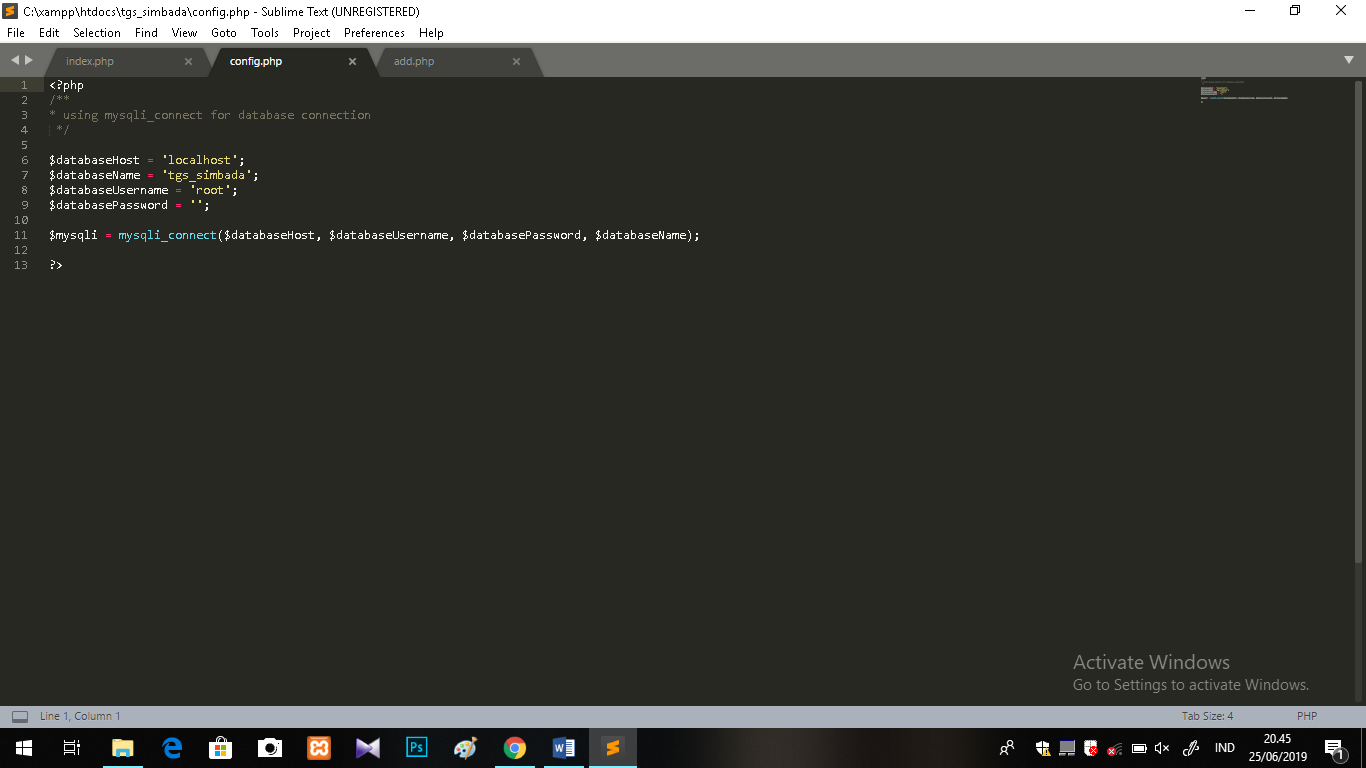 C:\xampp\htdocs\tgs_simbada\config.php - Sublime Text (UNREGISTERED)
File Edit Selection Find View Goto Tools Project Preferences Help
index.php config.php add.php
1 <?php
2 /**
3 * using mysqli_connect for database connection
4 */
5
6 $databaseHost = 'localhost';
7 $databaseName = 'tgs_simbada';
8 $databaseUsername = 'root';
9 $databasePassword = '';
10
11 $mysqli = mysqli_connect($databaseHost, $databaseUsername, $databasePassword, $databaseName);
12
13 ?>
Activate Windows
Go to Settings to activate Windows.
Line 1, Column 1 Tab Size: 4 PHP
Ps
IND
20.45
25/06/2019
1